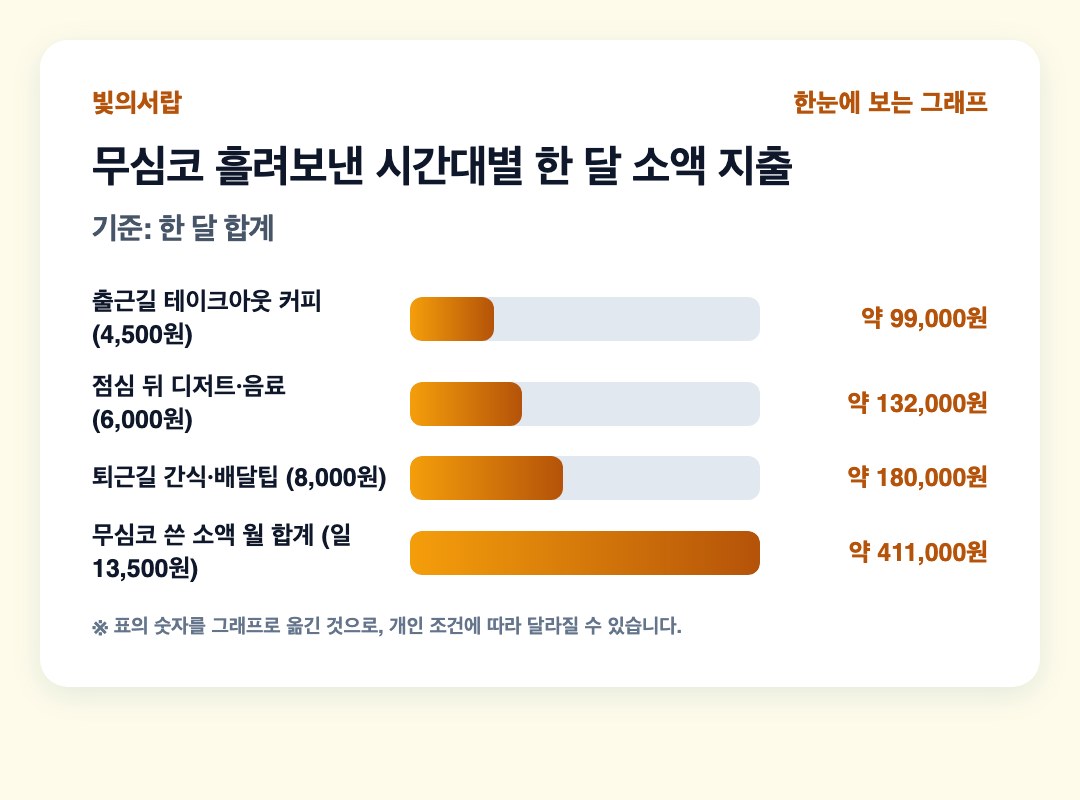 빛의서랍
한눈에 보는 그래프
무심코 흘려보낸 시간대별 한 달 소액 지출
기준: 한 달 합계
출근길 테이크아웃 커피
(4,500원)
약 99,000원
점심 뒤 디저트·음료
(6,000원)
약 132,000원
퇴근길 간식·배달팁 (8,000원)
약 180,000원
무심코 쓴 소액 월 합계 (일
13,500원)
약 411,000원
※ 표의 숫자를 그래프로 옮긴 것으로, 개인 조건에 따라 달라질 수 있습니다.